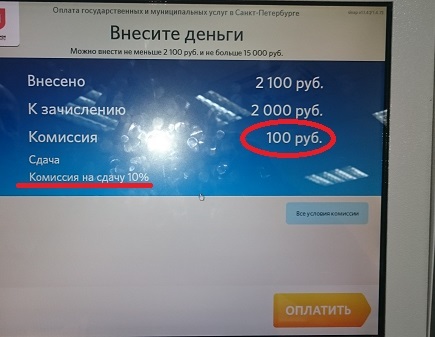 Оплата государственных и муниципальных услуг в Санкт-Петербурге
Внесите деньги
Можно внести не меньше 2 100 руб. и не больше 15 000 руб.
Внесено 2 100 руб.
К зачислению 2 000 руб.
Комиссия 100 руб.
Сдача
Комиссия на сдачу 10%
Все условия комиссии
ОПЛАТИТЬ